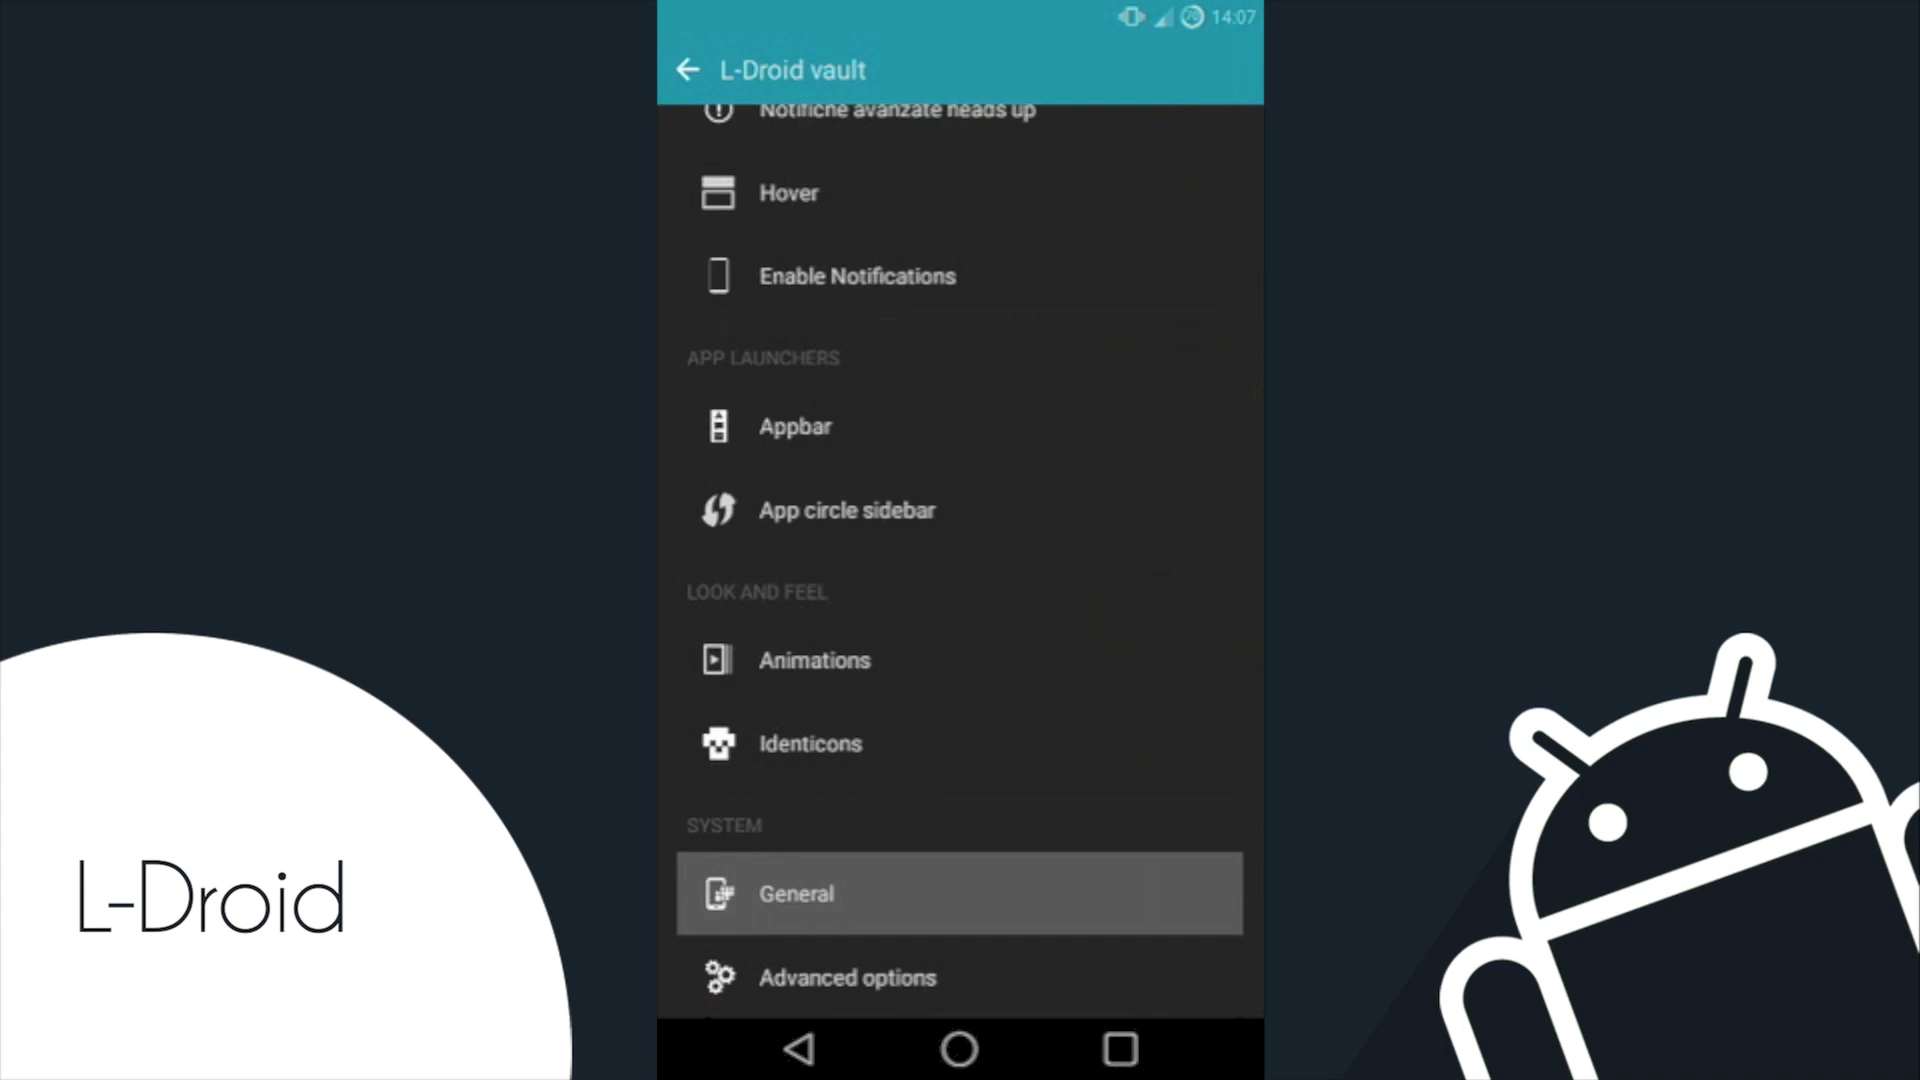 14:07
L-Droid vault
Notifiche avanzate heads up
Hover
Enable Notifications
APP LAUNCHERS
Appbar
App circle sidebar
LOOK AND FEEL
Animations
Identicons
SYSTEM
General
Advanced options
L-Droid